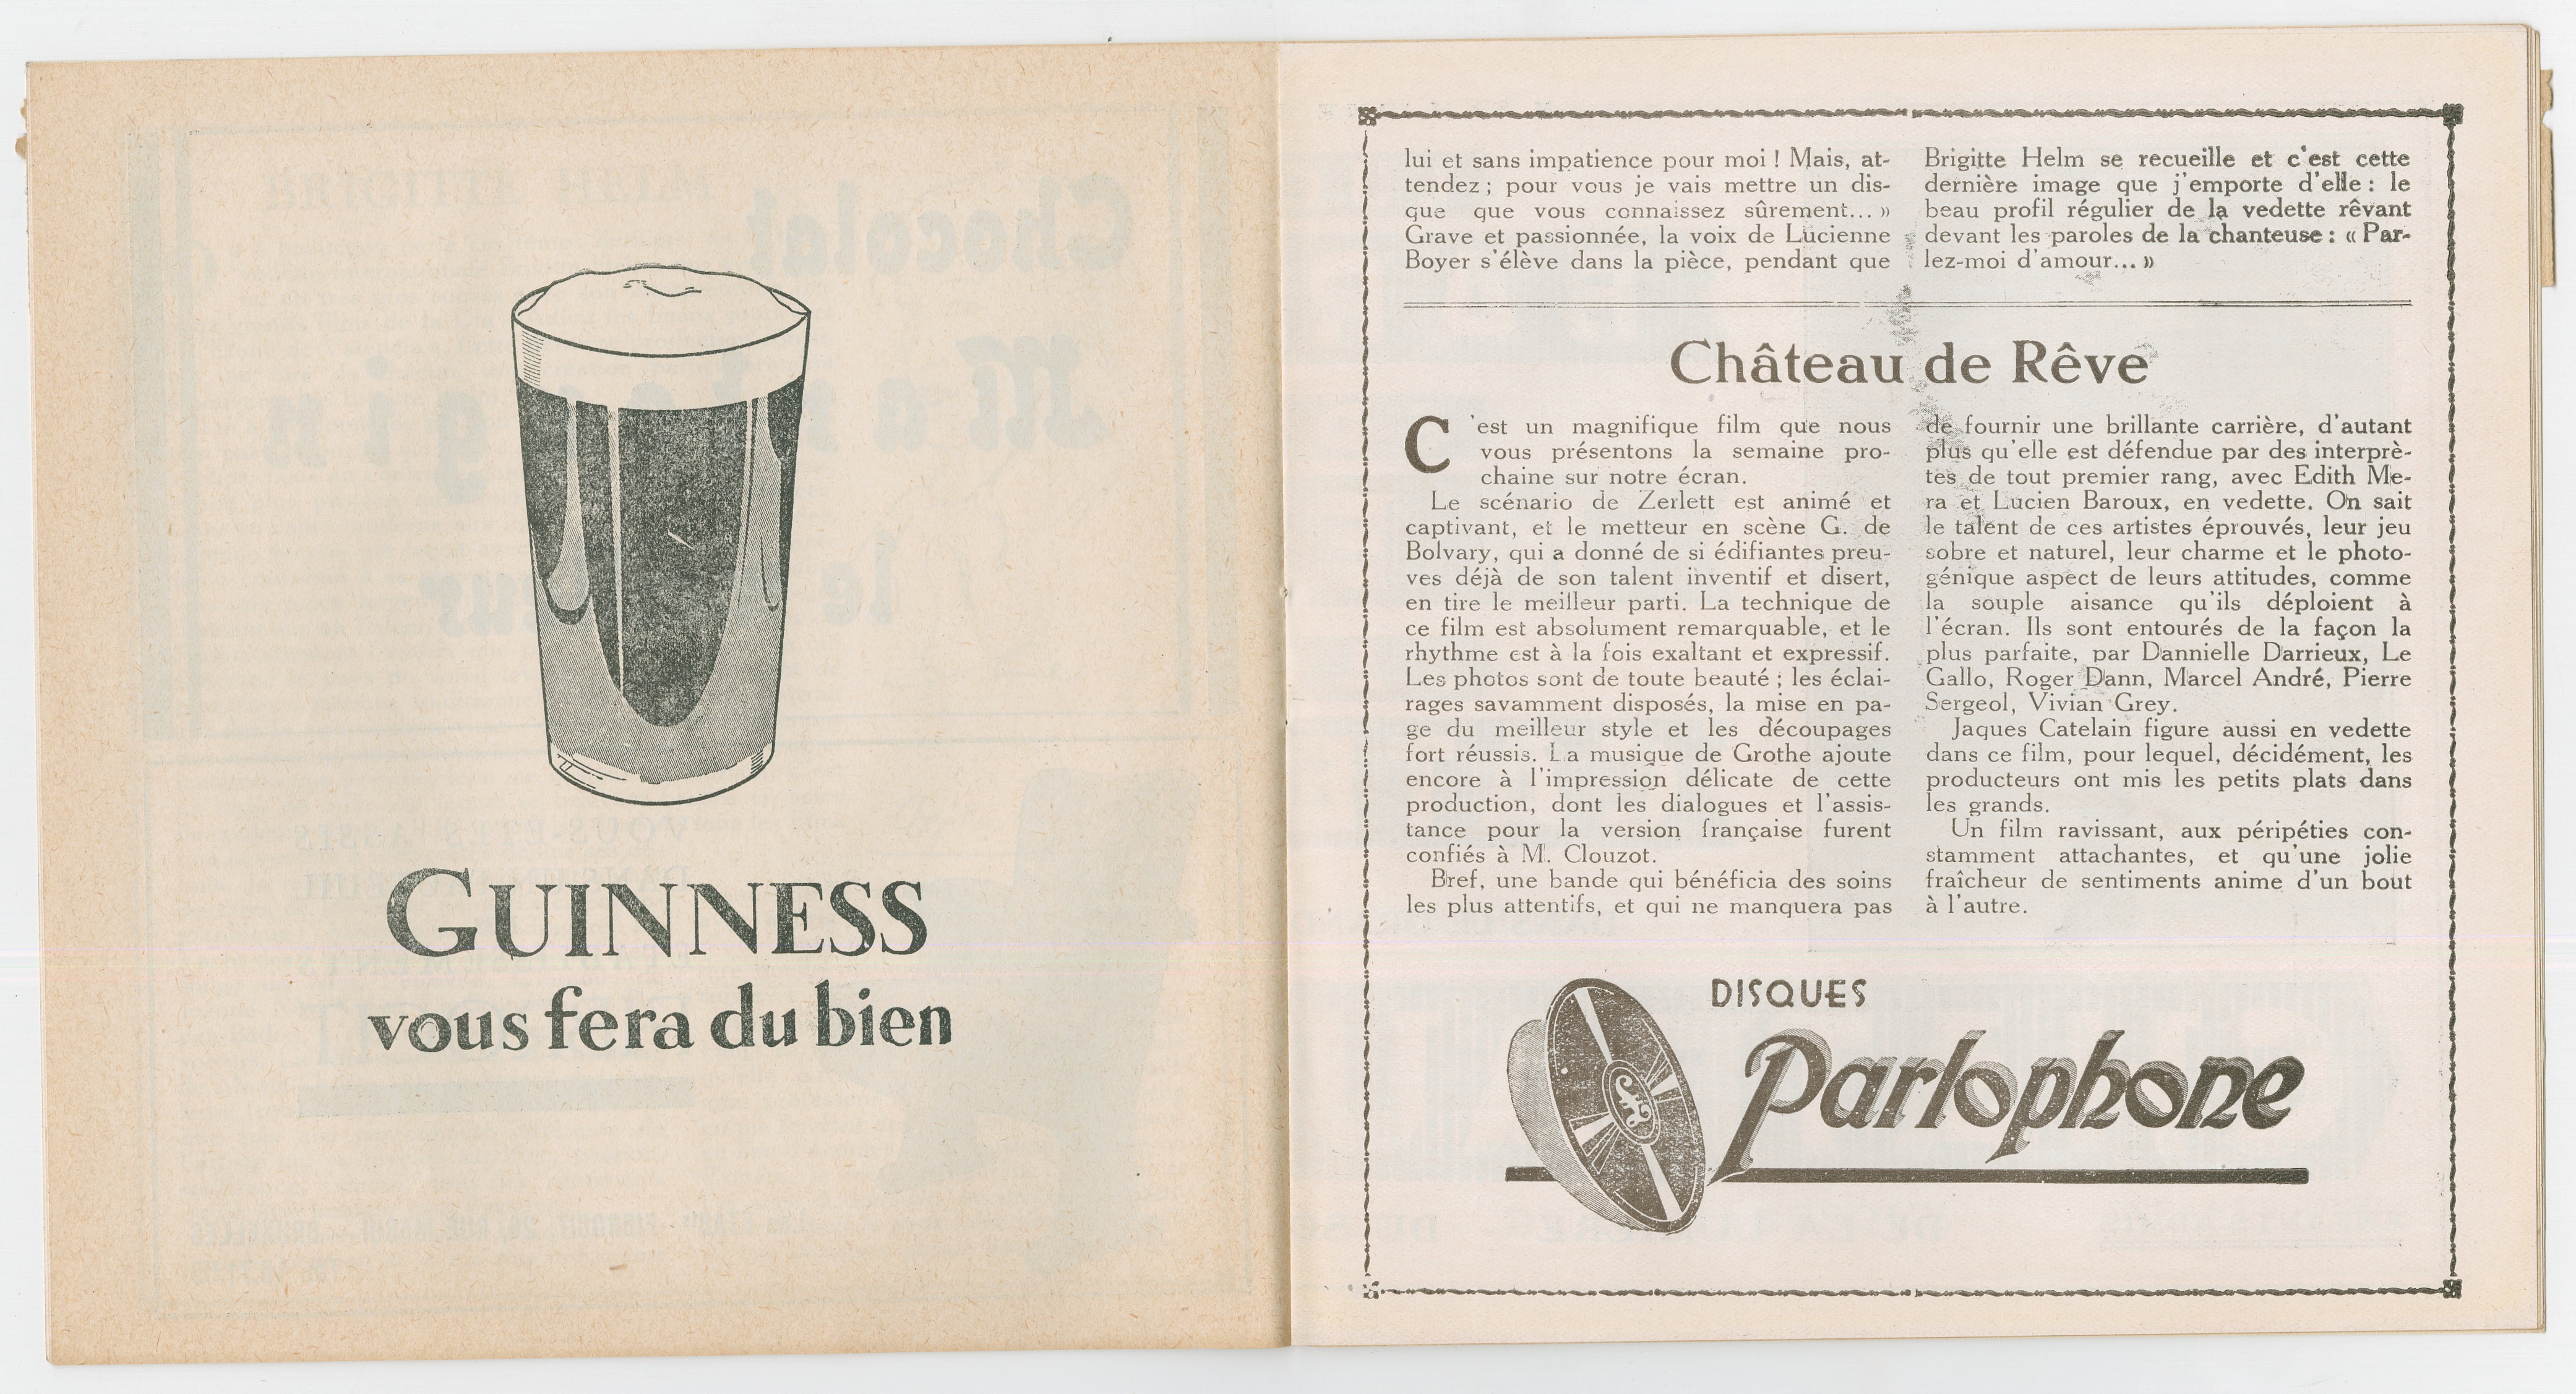 GUINNESS
vous fera du bien
lui et sans impatience pour moi ! Mais, at-
tendez ; pour vous je vais mettre un dis-
que que vous connaissez sûrement... »
Grave et passionnée, la voix de Lucienne
Boyer s'élève dans la pièce, pendant que
Brigitte Helm se recueille et c'est cette
dernière image que j'emporte d'elle : le
beau profil régulier de la vedette rêvant
devant les paroles de la chanteuse : « Par-
lez-moi d'amour... »
Château de Rêve
C'est un magnifique film que nous
vous présentons la semaine pro-
chaine sur notre écran.
Le scénario de Zerlett est animé et
captivant, et le metteur en scène G. de
Bolvary, qui a donné de si édifiantes preu-
ves déjà de son talent inventif et disert,
en tire le meilleur parti. La technique de
ce film est absolument remarquable, et le
rhythme est à la fois exaltant et expressif.
Les photos sont de toute beauté ; les éclai-
rages savamment disposés, la mise en pa-
ge du meilleur style et les découpages
fort réussis. La musique de Grothe ajoute
encore à l'impression délicate de cette
production, dont les dialogues et l'assis-
tance pour la version française furent
confiés à M. Clouzot.
Bref, une bande qui bénéficia des soins
les plus attentifs, et qui ne manquera pas
de fournir une brillante carrière, d'autant
plus qu'elle est défendue par des interprè-
tes de tout premier rang, avec Edith Me-
ra et Lucien Baroux, en vedette. On sait
le talent de ces artistes éprouvés, leur jeu
sobre et naturel, leur charme et le photo-
génique aspect de leurs attitudes, comme
la souple aisance qu'ils déploient à
l'écran. Ils sont entourés de la façon la
plus parfaite, par Dannielle Darrieux, Le
Gallo, Roger Dann, Marcel André, Pierre
Sergeol, Vivian Grey.
Jaques Catelain figure aussi en vedette
dans ce film, pour lequel, décidément, les
producteurs ont mis les petits plats dans
les grands.
Un film ravissant, aux péripéties con-
stamment attachantes, et qu'une jolie
fraîcheur de sentiments anime d'un bout
à l'autre.
DISQUES
Parlophone